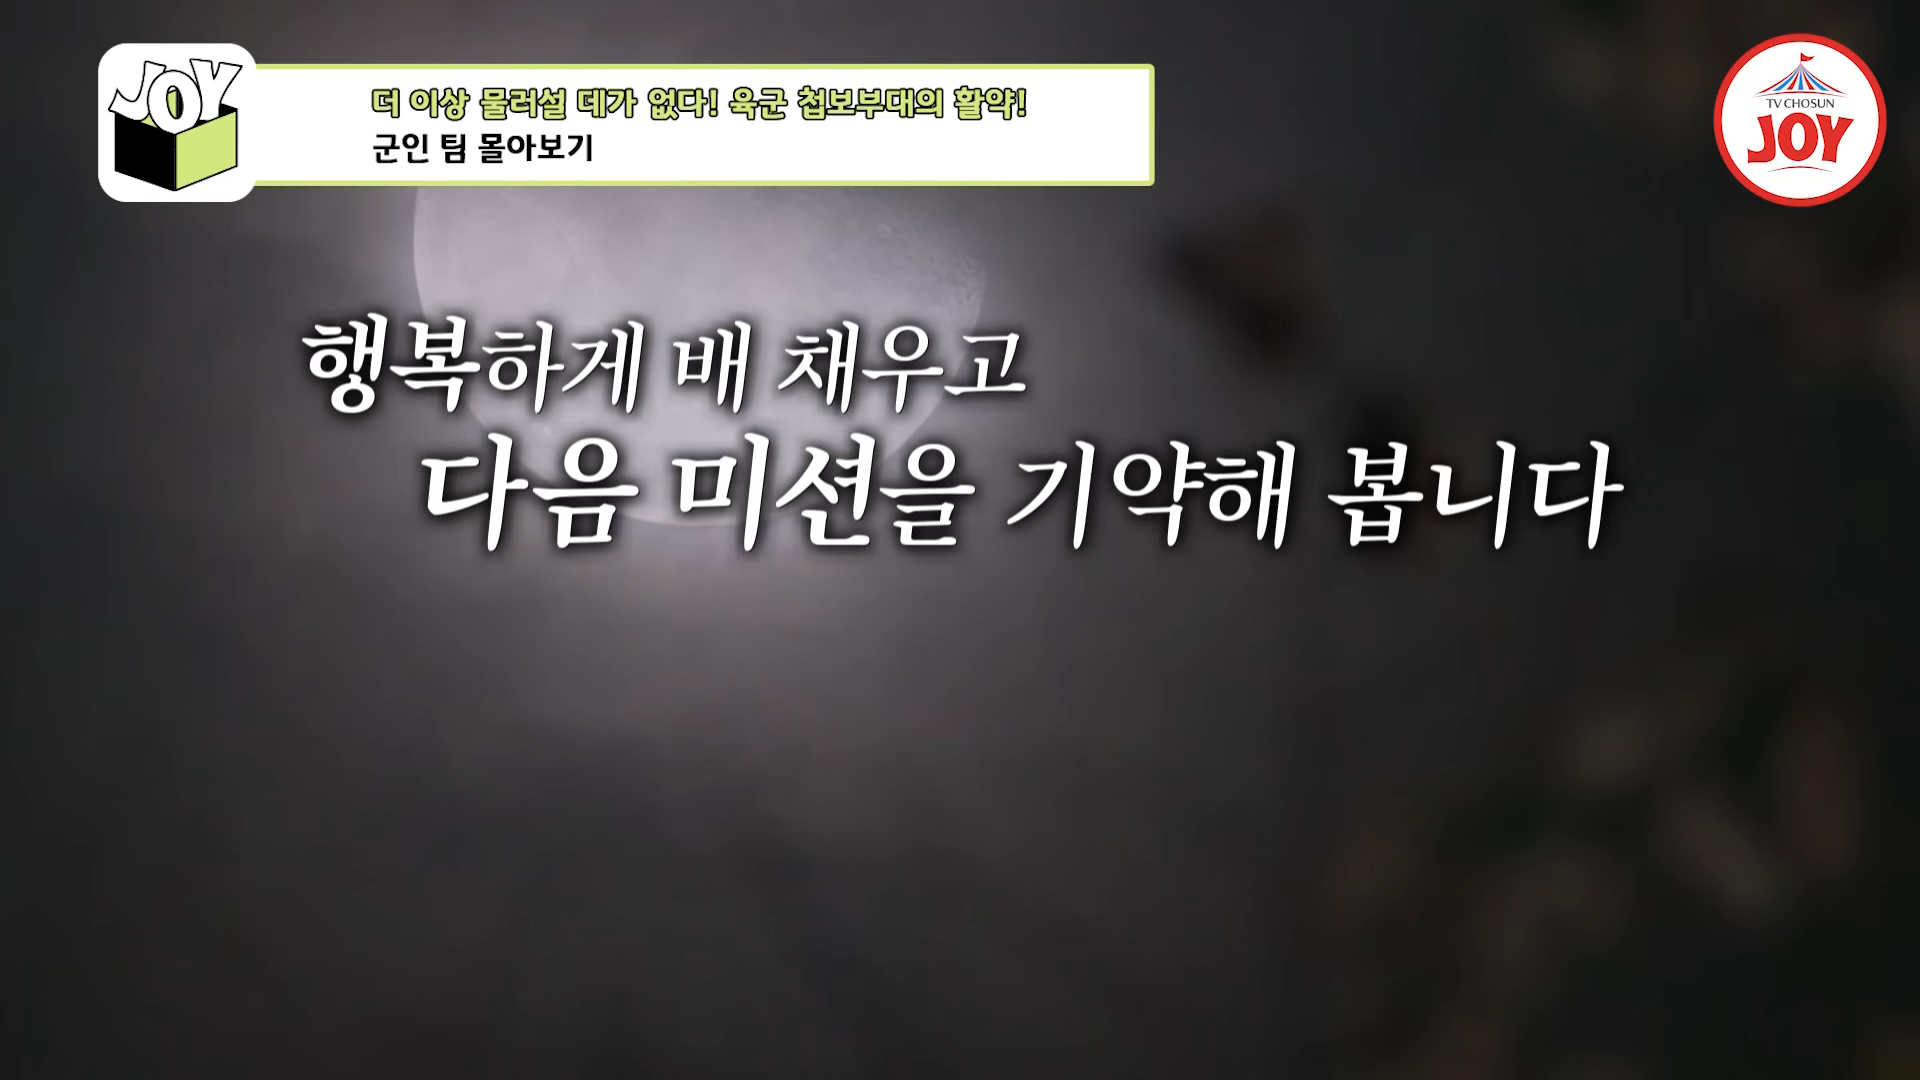 JOY
더 이상 물러설 데가 없다! 육군 첩보부대의 활약!
군인 팀 몰아보기
TV CHOSUN
JOY
행복하게 배 채우고
다음 미션을 기약해 봅니다